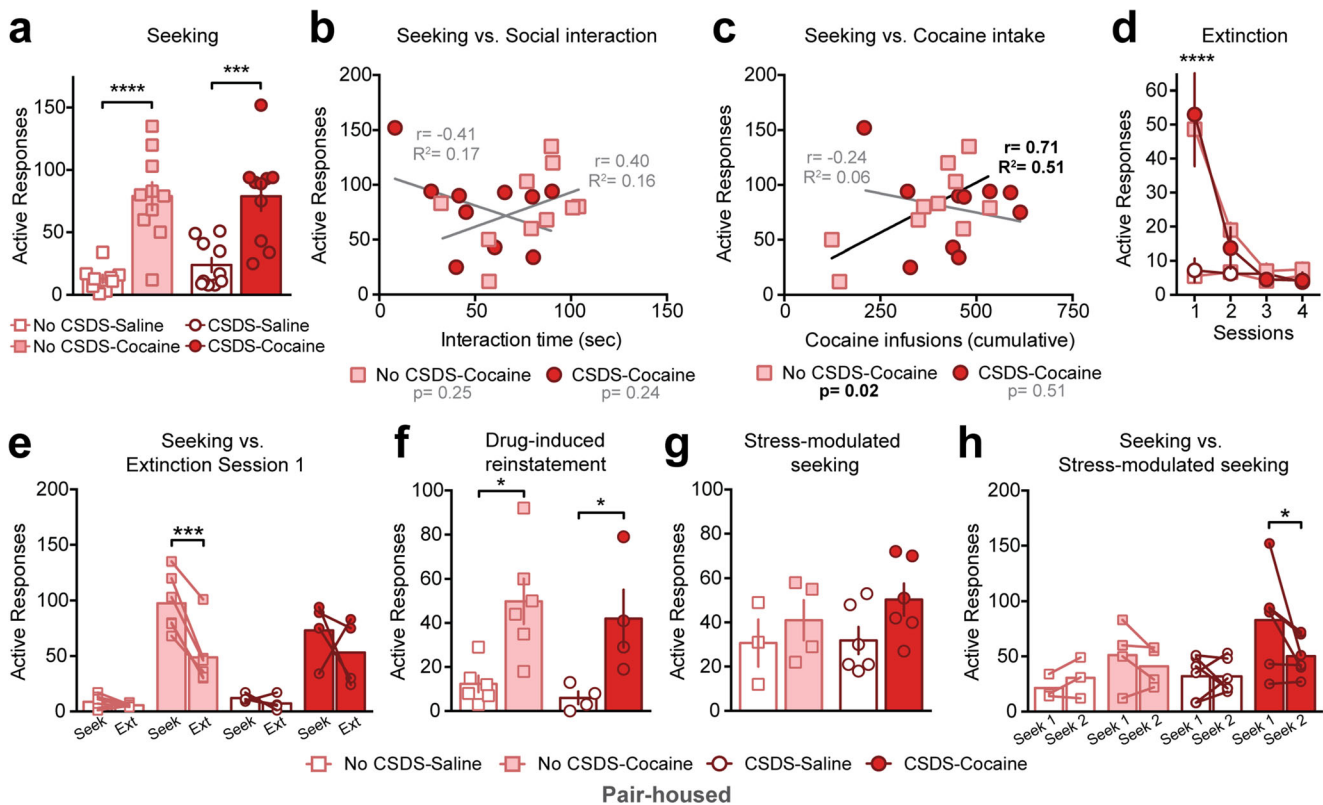 a
Seeking
Active Responses
150
100
50
0
****
***
No CSDS-Saline
CSDS-Saline
No CSDS-Cocaine
CSDS-Cocaine
b
Seeking vs. Social interaction
Active Responses
200
150
100
50
0
r= -0.41
R²= 0.17
r= 0.40
R²= 0.16
0 50 100 150
Interaction time (sec)
No CSDS-Cocaine CSDS-Cocaine
p= 0.25 p= 0.24
c
Seeking vs. Cocaine intake
Active Responses
200
150
100
50
0
r= -0.24
R²= 0.06
r= 0.71
R²= 0.51
0 250 500 750
Cocaine infusions (cumulative)
No CSDS-Cocaine CSDS-Cocaine
p= 0.02 p= 0.51
d
Extinction
Active Responses
****
60
50
40
30
20
10
0
1 2 3 4
Sessions
e
Seeking vs.
Extinction Session 1
Active Responses
200
150
100
50
0
***
Seek Ext Seek Ext Seek Ext Seek Ext
f
Drug-induced
reinstatement
Active Responses
100
80
60
40
20
0
*
*
g
Stress-modulated
seeking
Active Responses
100
80
60
40
20
0
h
Seeking vs.
Stress-modulated seeking
Active Responses
200
150
100
50
0
*
Seek 1 Seek 2 Seek 1 Seek 2 Seek 1 Seek 2 Seek 1 Seek 2
No CSDS-Saline No CSDS-Cocaine CSDS-Saline CSDS-Cocaine
Pair-housed